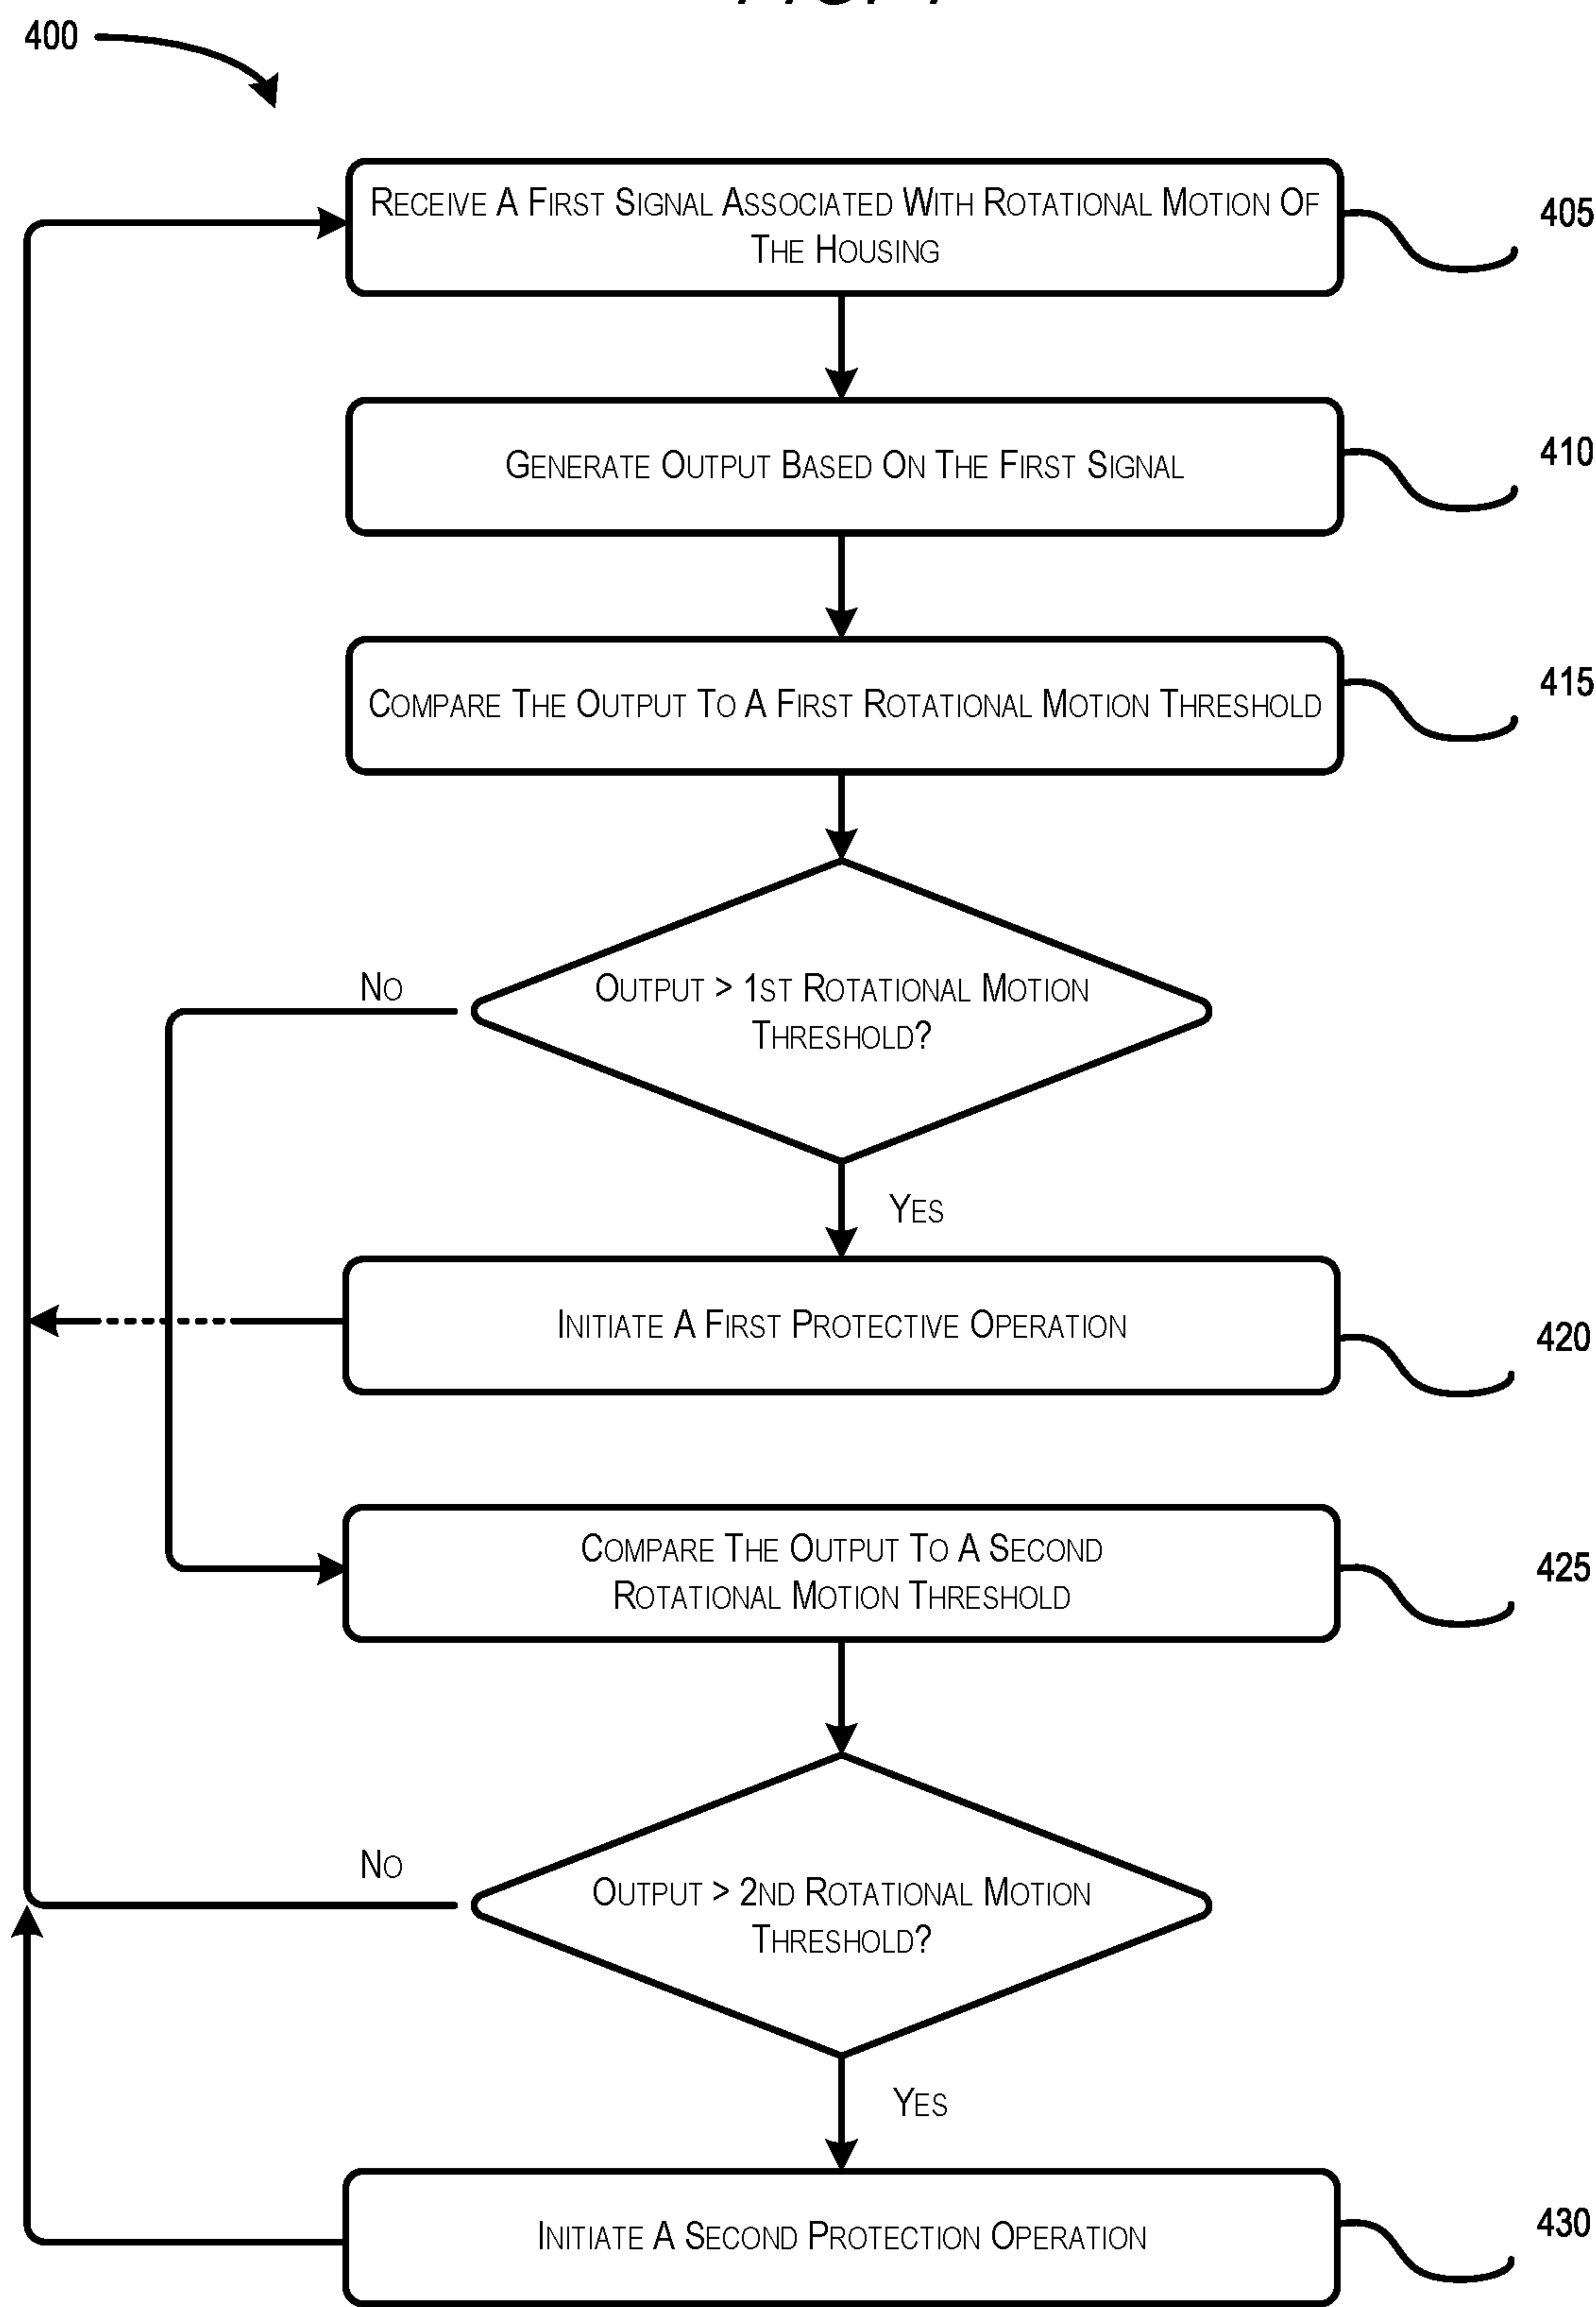 400
RECEIVE A FIRST SIGNAL ASSOCIATED WITH ROTATIONAL MOTION OF
THE HOUSING
405
GENERATE OUTPUT BASED ON THE FIRST SIGNAL
410
COMPARE THE OUTPUT TO A FIRST ROTATIONAL MOTION THRESHOLD
415
NO
OUTPUT > 1ST ROTATIONAL MOTION
THRESHOLD?
YES
INITIATE A FIRST PROTECTIVE OPERATION
420
COMPARE THE OUTPUT TO A SECOND
ROTATIONAL MOTION THRESHOLD
425
NO
OUTPUT > 2ND ROTATIONAL MOTION
THRESHOLD?
YES
INITIATE A SECOND PROTECTION OPERATION
430